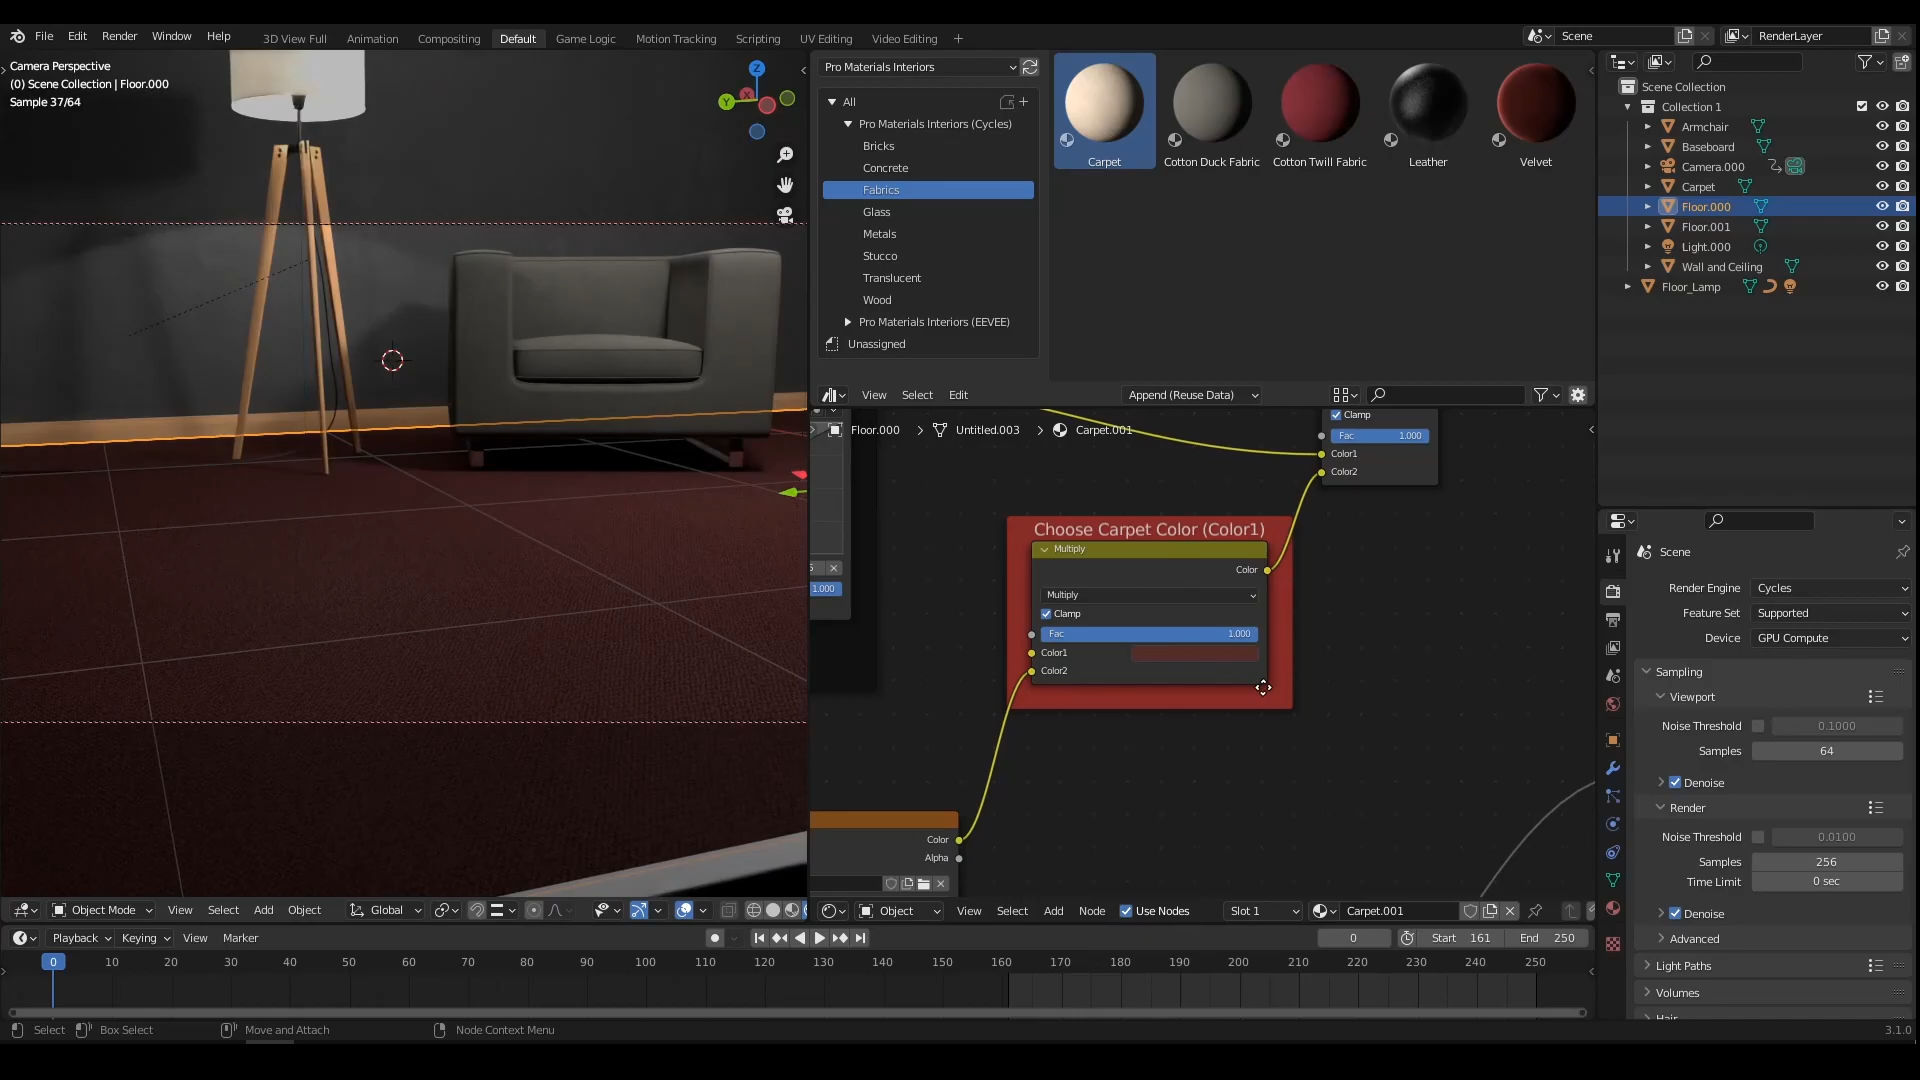 File Edit Render Window Help
3D View Full Animation Compositing Default Game Logic Motion Tracking Scripting UV Editing Video Editing
Scene RenderLayer
Camera Perspective
(0) Scene Collection | Floor.000
Sample 37/64
Z
Y X
Pro Materials Interiors
All
Pro Materials Interiors (Cycles)
Bricks
Concrete
Fabrics
Glass
Metals
Stucco
Translucent
Wood
Pro Materials Interiors (EEVEE)
Unassigned
Carpet Cotton Duck Fabric Cotton Twill Fabric Leather Velvet
View Select Edit Append (Reuse Data)
Floor.000 Untitled.003 Carpet.001
Clamp
Fac 1.000
Color1
Color2
1.000
Choose Carpet Color (Color1)
Multiply
Color
Multiply
Clamp
Fac 1.000
Color1
Color2
Color
Alpha
Scene Collection
Collection 1
Armchair
Baseboard
Camera.000
Carpet
Floor.000
Floor.001
Light.000
Wall and Ceiling
Floor_Lamp
Scene
Render Engine Cycles
Feature Set Supported
Device GPU Compute
Sampling
Viewport
Noise Threshold 0.1000
Samples 64
Denoise
Render
Noise Threshold 0.0100
Samples 256
Time Limit 0 sec
Denoise
Advanced
Light Paths
Volumes
Object Mode View Select Add Object Global
Object View Select Add Node Use Nodes Slot 1 Carpet.001
Playback Keying View Marker 0 Start 161 End 250
0 10 20 30 40 50 60 70 80 90 100 110 120 130 140 150 160 170 180 190 200 210 220 230 240 250
Select Box Select Move and Attach Node Context Menu 3.1.0